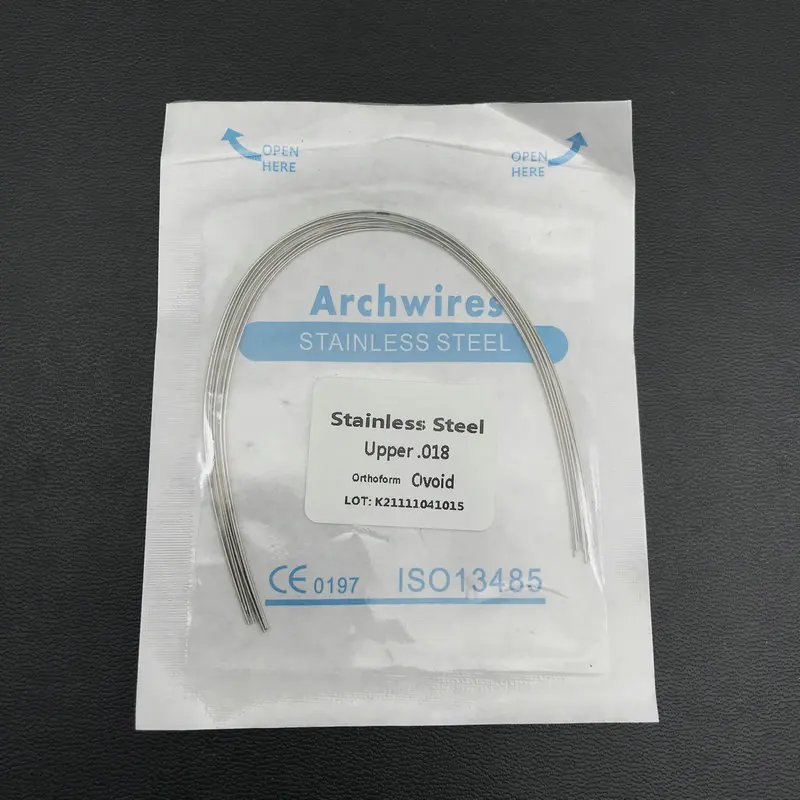 OPEN HERE
OPEN HERE
Archwires
STAINLESS STEEL
Stainless Steel
Upper .018
Orthoform Ovoid
LOT: K21111041015
CE 0197 ISO13485